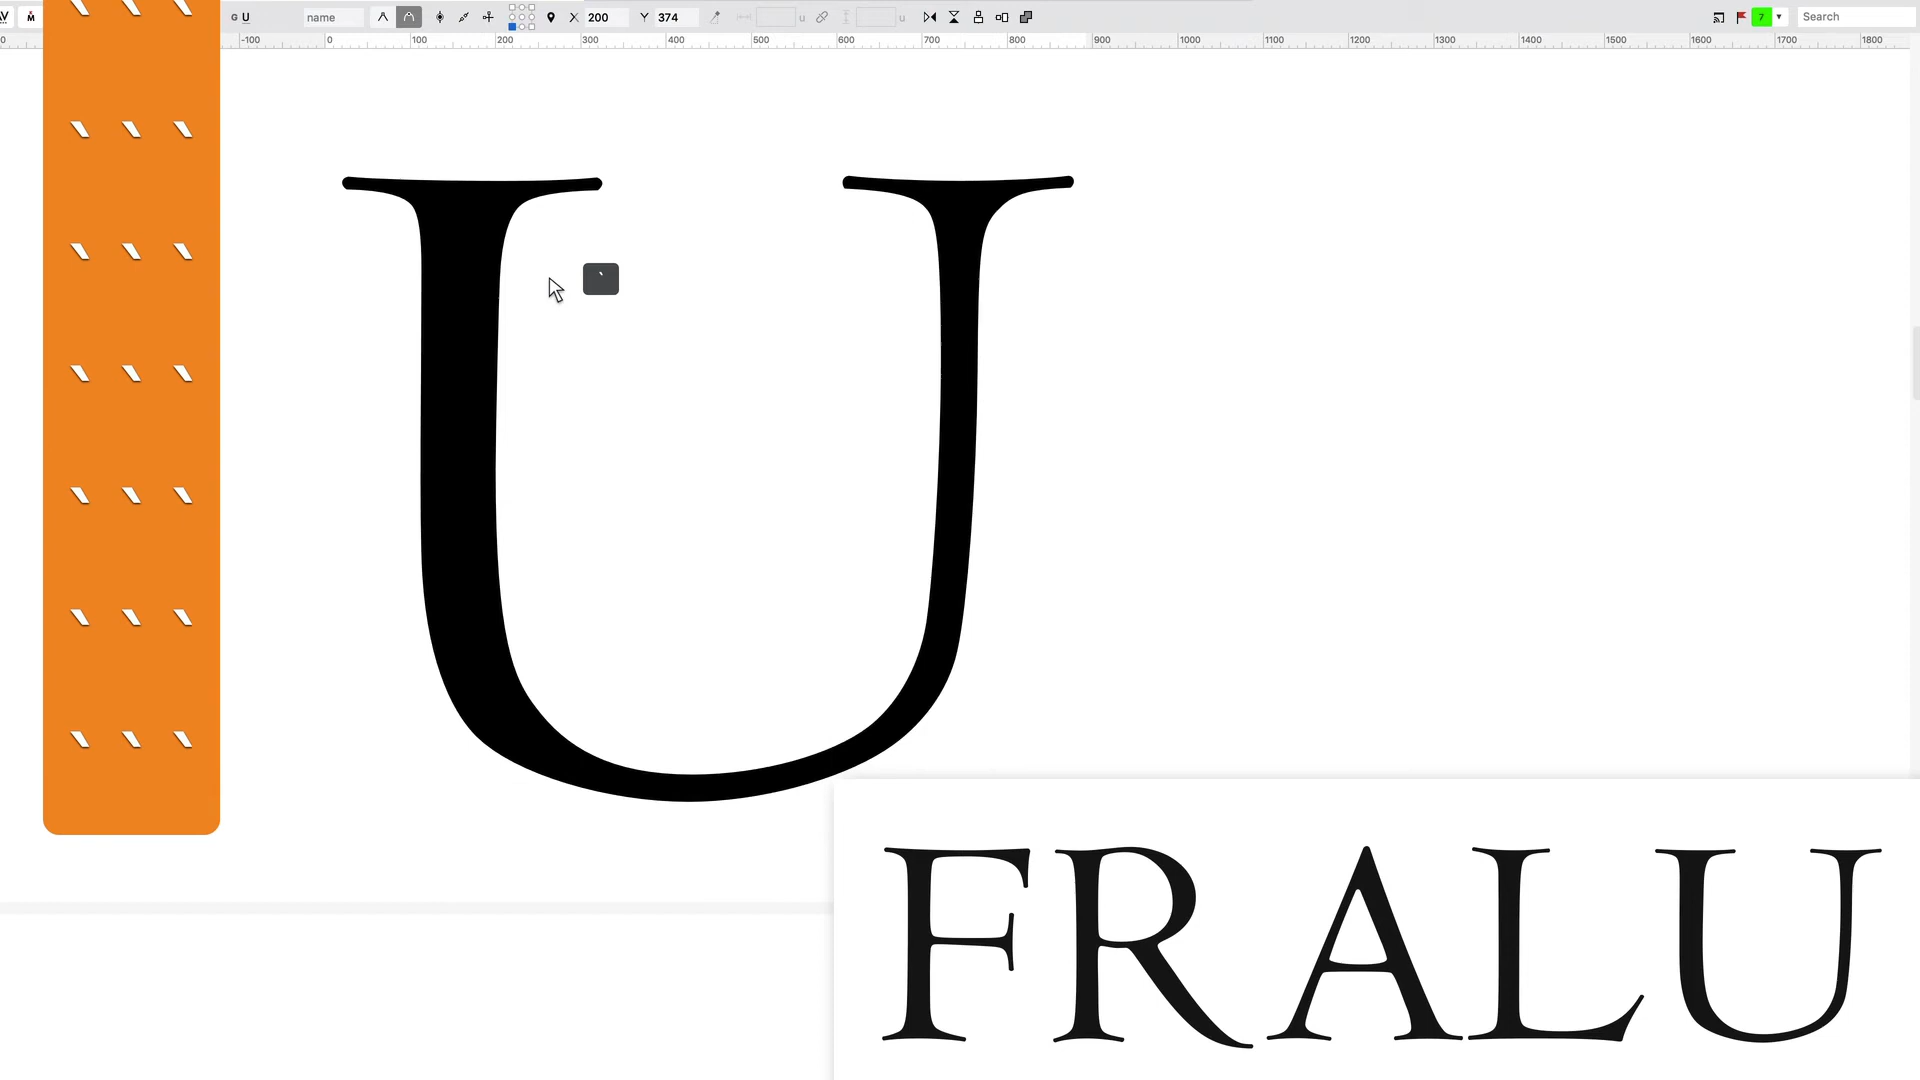 G U name X 200 Y 374 u u 7 Search
-100 0 100 200 300 400 500 600 700 800 900 1000 1100 1200 1300 1400 1500 1600 1700 1800
U
`
FRALU